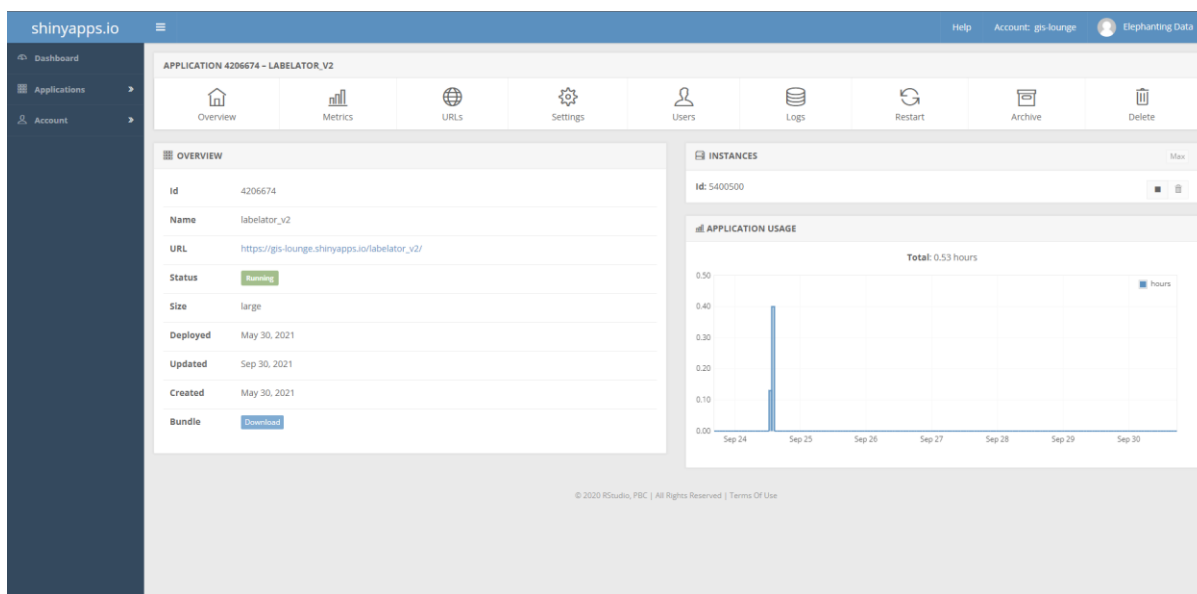 shinyapps.io
Help Account: gis-lounge Elephanting Data
Dashboard
Applications
Account
APPLICATION 4206674 – LABELATOR_V2
Overview Metrics URLs Settings Users Logs Restart Archive Delete
OVERVIEW
Id 4206674
Name labelator_v2
URL https://gis-lounge.shinyapps.io/labelator_v2/
Status Running
Size large
Deployed May 30, 2021
Updated Sep 30, 2021
Created May 30, 2021
Bundle Download
INSTANCES Max
Id: 5400500
APPLICATION USAGE
Total: 0.53 hours
hours
0.50
0.40
0.30
0.20
0.10
0.00
Sep 24 Sep 25 Sep 26 Sep 27 Sep 28 Sep 29 Sep 30
© 2020 RStudio, PBC | All Rights Reserved | Terms Of Use